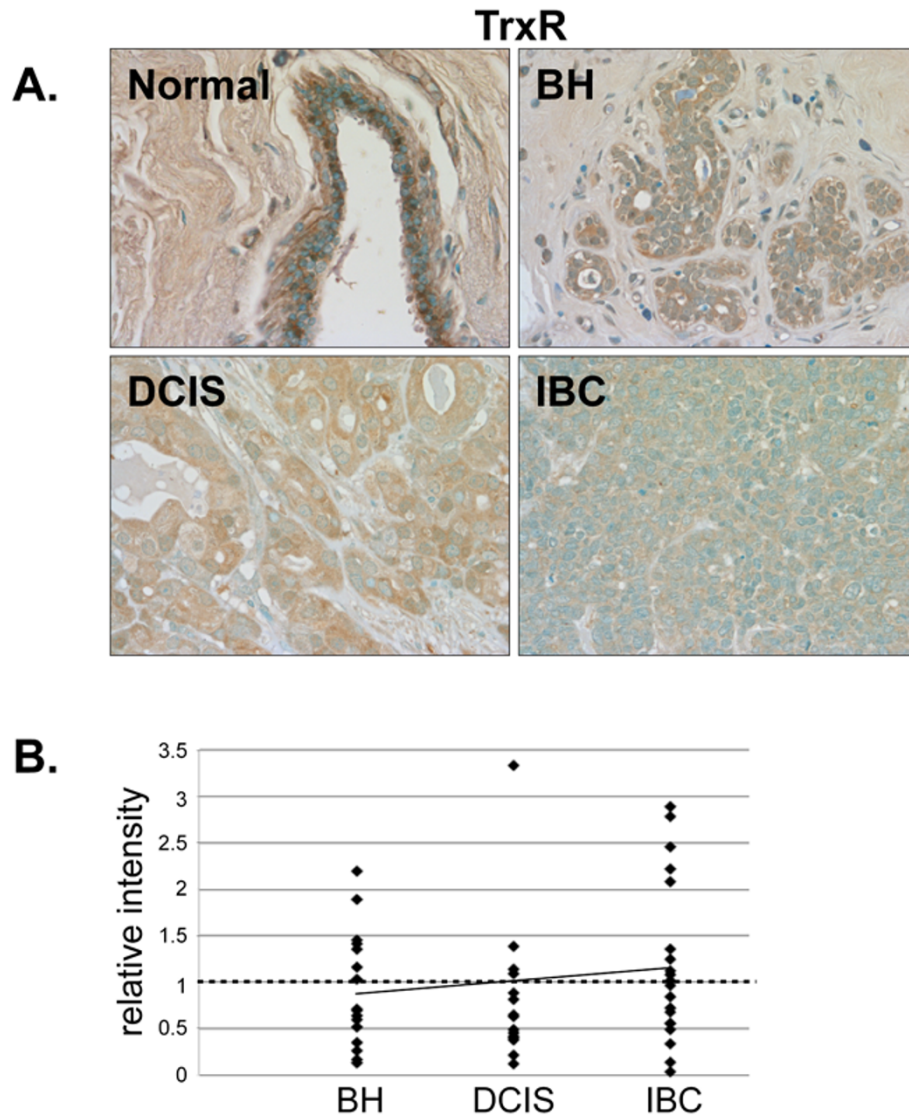 TrxR
A.
Normal
BH
DCIS
IBC
B.
relative intensity
3.5
3
2.5
2
1.5
1
0.5
0
BH DCIS IBC